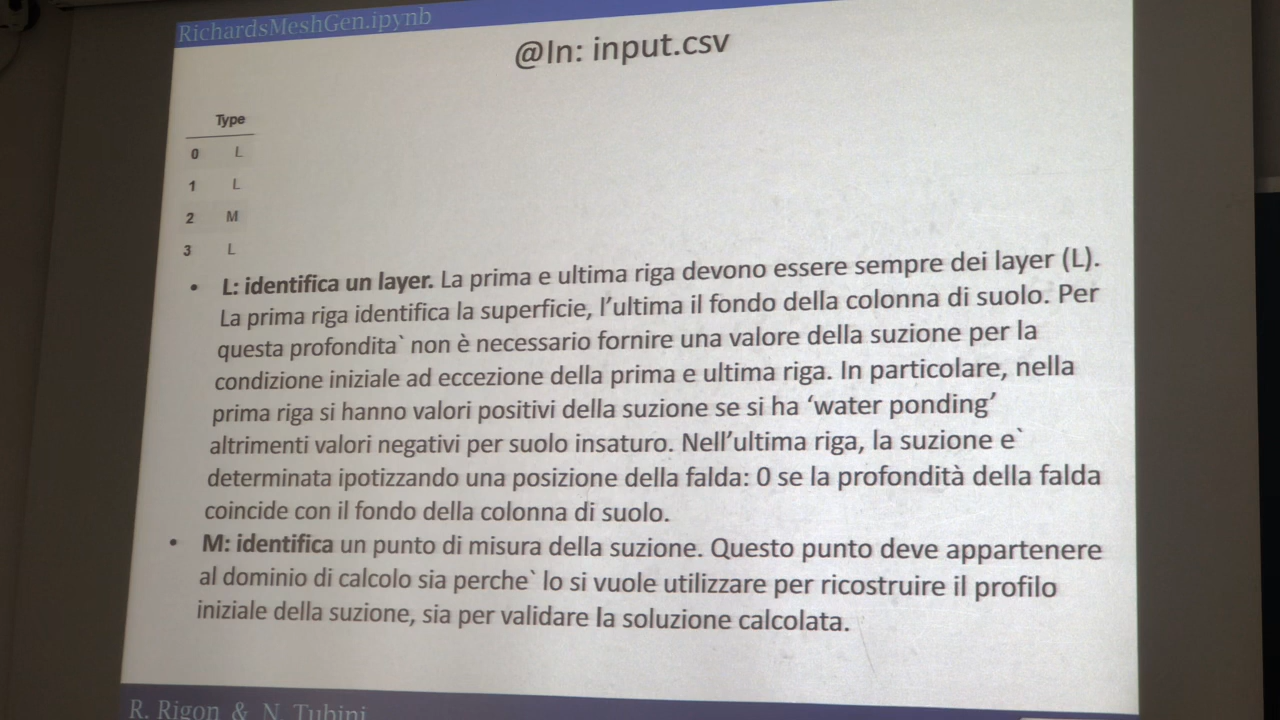 RichardsMeshGen.ipynb
@In: input.csv
Type
0 L
1 L
2 M
3 L
• L: identifica un layer. La prima e ultima riga devono essere sempre dei layer (L).
La prima riga identifica la superficie, l'ultima il fondo della colonna di suolo. Per
questa profondita` non è necessario fornire una valore della suzione per la
condizione iniziale ad eccezione della prima e ultima riga. In particolare, nella
prima riga si hanno valori positivi della suzione se si ha ‘water ponding’
altrimenti valori negativi per suolo insaturo. Nell'ultima riga, la suzione e`
determinata ipotizzando una posizione della falda: 0 se la profondità della falda
coincide con il fondo della colonna di suolo.
• M: identifica un punto di misura della suzione. Questo punto deve appartenere
al dominio di calcolo sia perche` lo si vuole utilizzare per ricostruire il profilo
iniziale della suzione, sia per validare la soluzione calcolata.
R. Rigon & N. Tubini